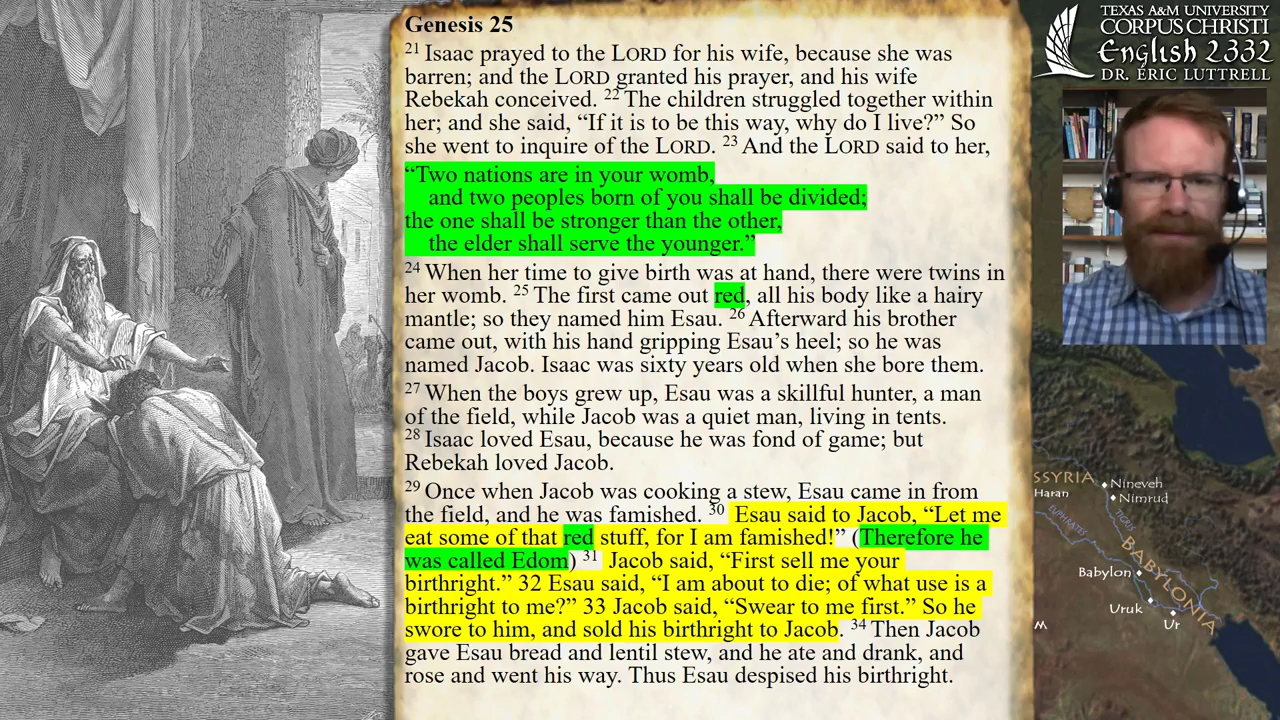 Genesis 25
21 Isaac prayed to the LORD for his wife, because she was
barren; and the LORD granted his prayer, and his wife
Rebekah conceived. 22 The children struggled together within
her; and she said, “If it is to be this way, why do I live?” So
she went to inquire of the LORD. 23 And the LORD said to her,
“Two nations are in your womb,
and two peoples born of you shall be divided;
the one shall be stronger than the other,
the elder shall serve the younger.”
24 When her time to give birth was at hand, there were twins in
her womb. 25 The first came out red, all his body like a hairy
mantle; so they named him Esau. 26 Afterward his brother
came out, with his hand gripping Esau’s heel; so he was
named Jacob. Isaac was sixty years old when she bore them.
27 When the boys grew up, Esau was a skillful hunter, a man
of the field, while Jacob was a quiet man, living in tents.
28 Isaac loved Esau, because he was fond of game; but
Rebekah loved Jacob.
29 Once when Jacob was cooking a stew, Esau came in from
the field, and he was famished. 30 Esau said to Jacob, “Let me
eat some of that red stuff, for I am famished!” (Therefore he
was called Edom) 31 Jacob said, “First sell me your
birthright.” 32 Esau said, “I am about to die; of what use is a
birthright to me?” 33 Jacob said, “Swear to me first.” So he
swore to him, and sold his birthright to Jacob. 34 Then Jacob
gave Esau bread and lentil stew, and he ate and drank, and
rose and went his way. Thus Esau despised his birthright.
TEXAS A&M UNIVERSITY
CORPUS CHRISTI
English 2332
DR. ERIC LUTTRELL
SSYRIA
Nineveh
Haran
Nimrud
EUPHRATES
TIGRIS
BABYLONIA
Babylon
Uruk
Ur
M